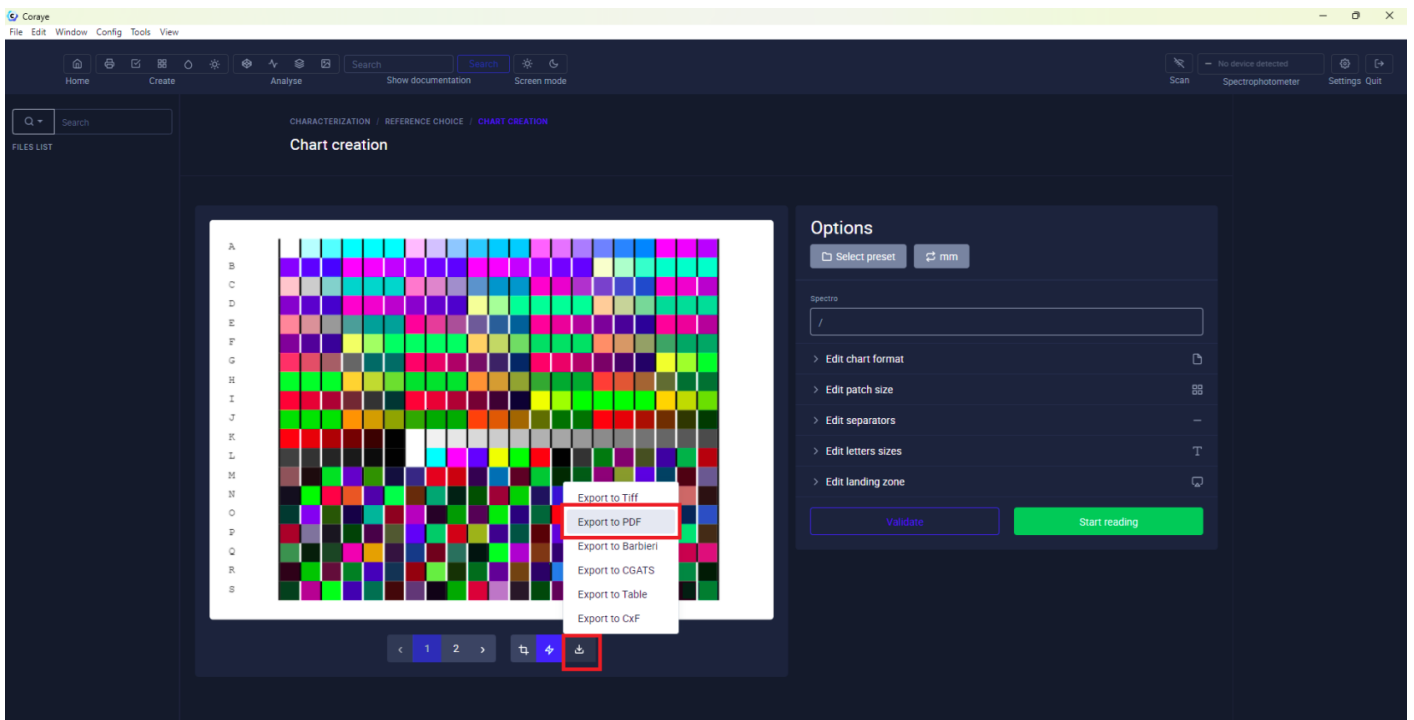 Coraye
File Edit Window Config Tools View
Search Search No device detected
Home Create Analyse Show documentation Screen mode Scan Spectrophotometer Settings Quit
Search
FILES LIST
CHARACTERIZATION / REFERENCE CHOICE / CHART CREATION
Chart creation
A
B
C
D
E
F
G
H
I
J
K
L
M
N
O
P
Q
R
S
Export to Tiff
Export to PDF
Export to Barbieri
Export to CGATS
Export to Table
Export to CxF
< 1 2 >
Options
Select preset mm
Spectro
/
> Edit chart format
> Edit patch size
> Edit separators
> Edit letters sizes
> Edit landing zone
Validate Start reading